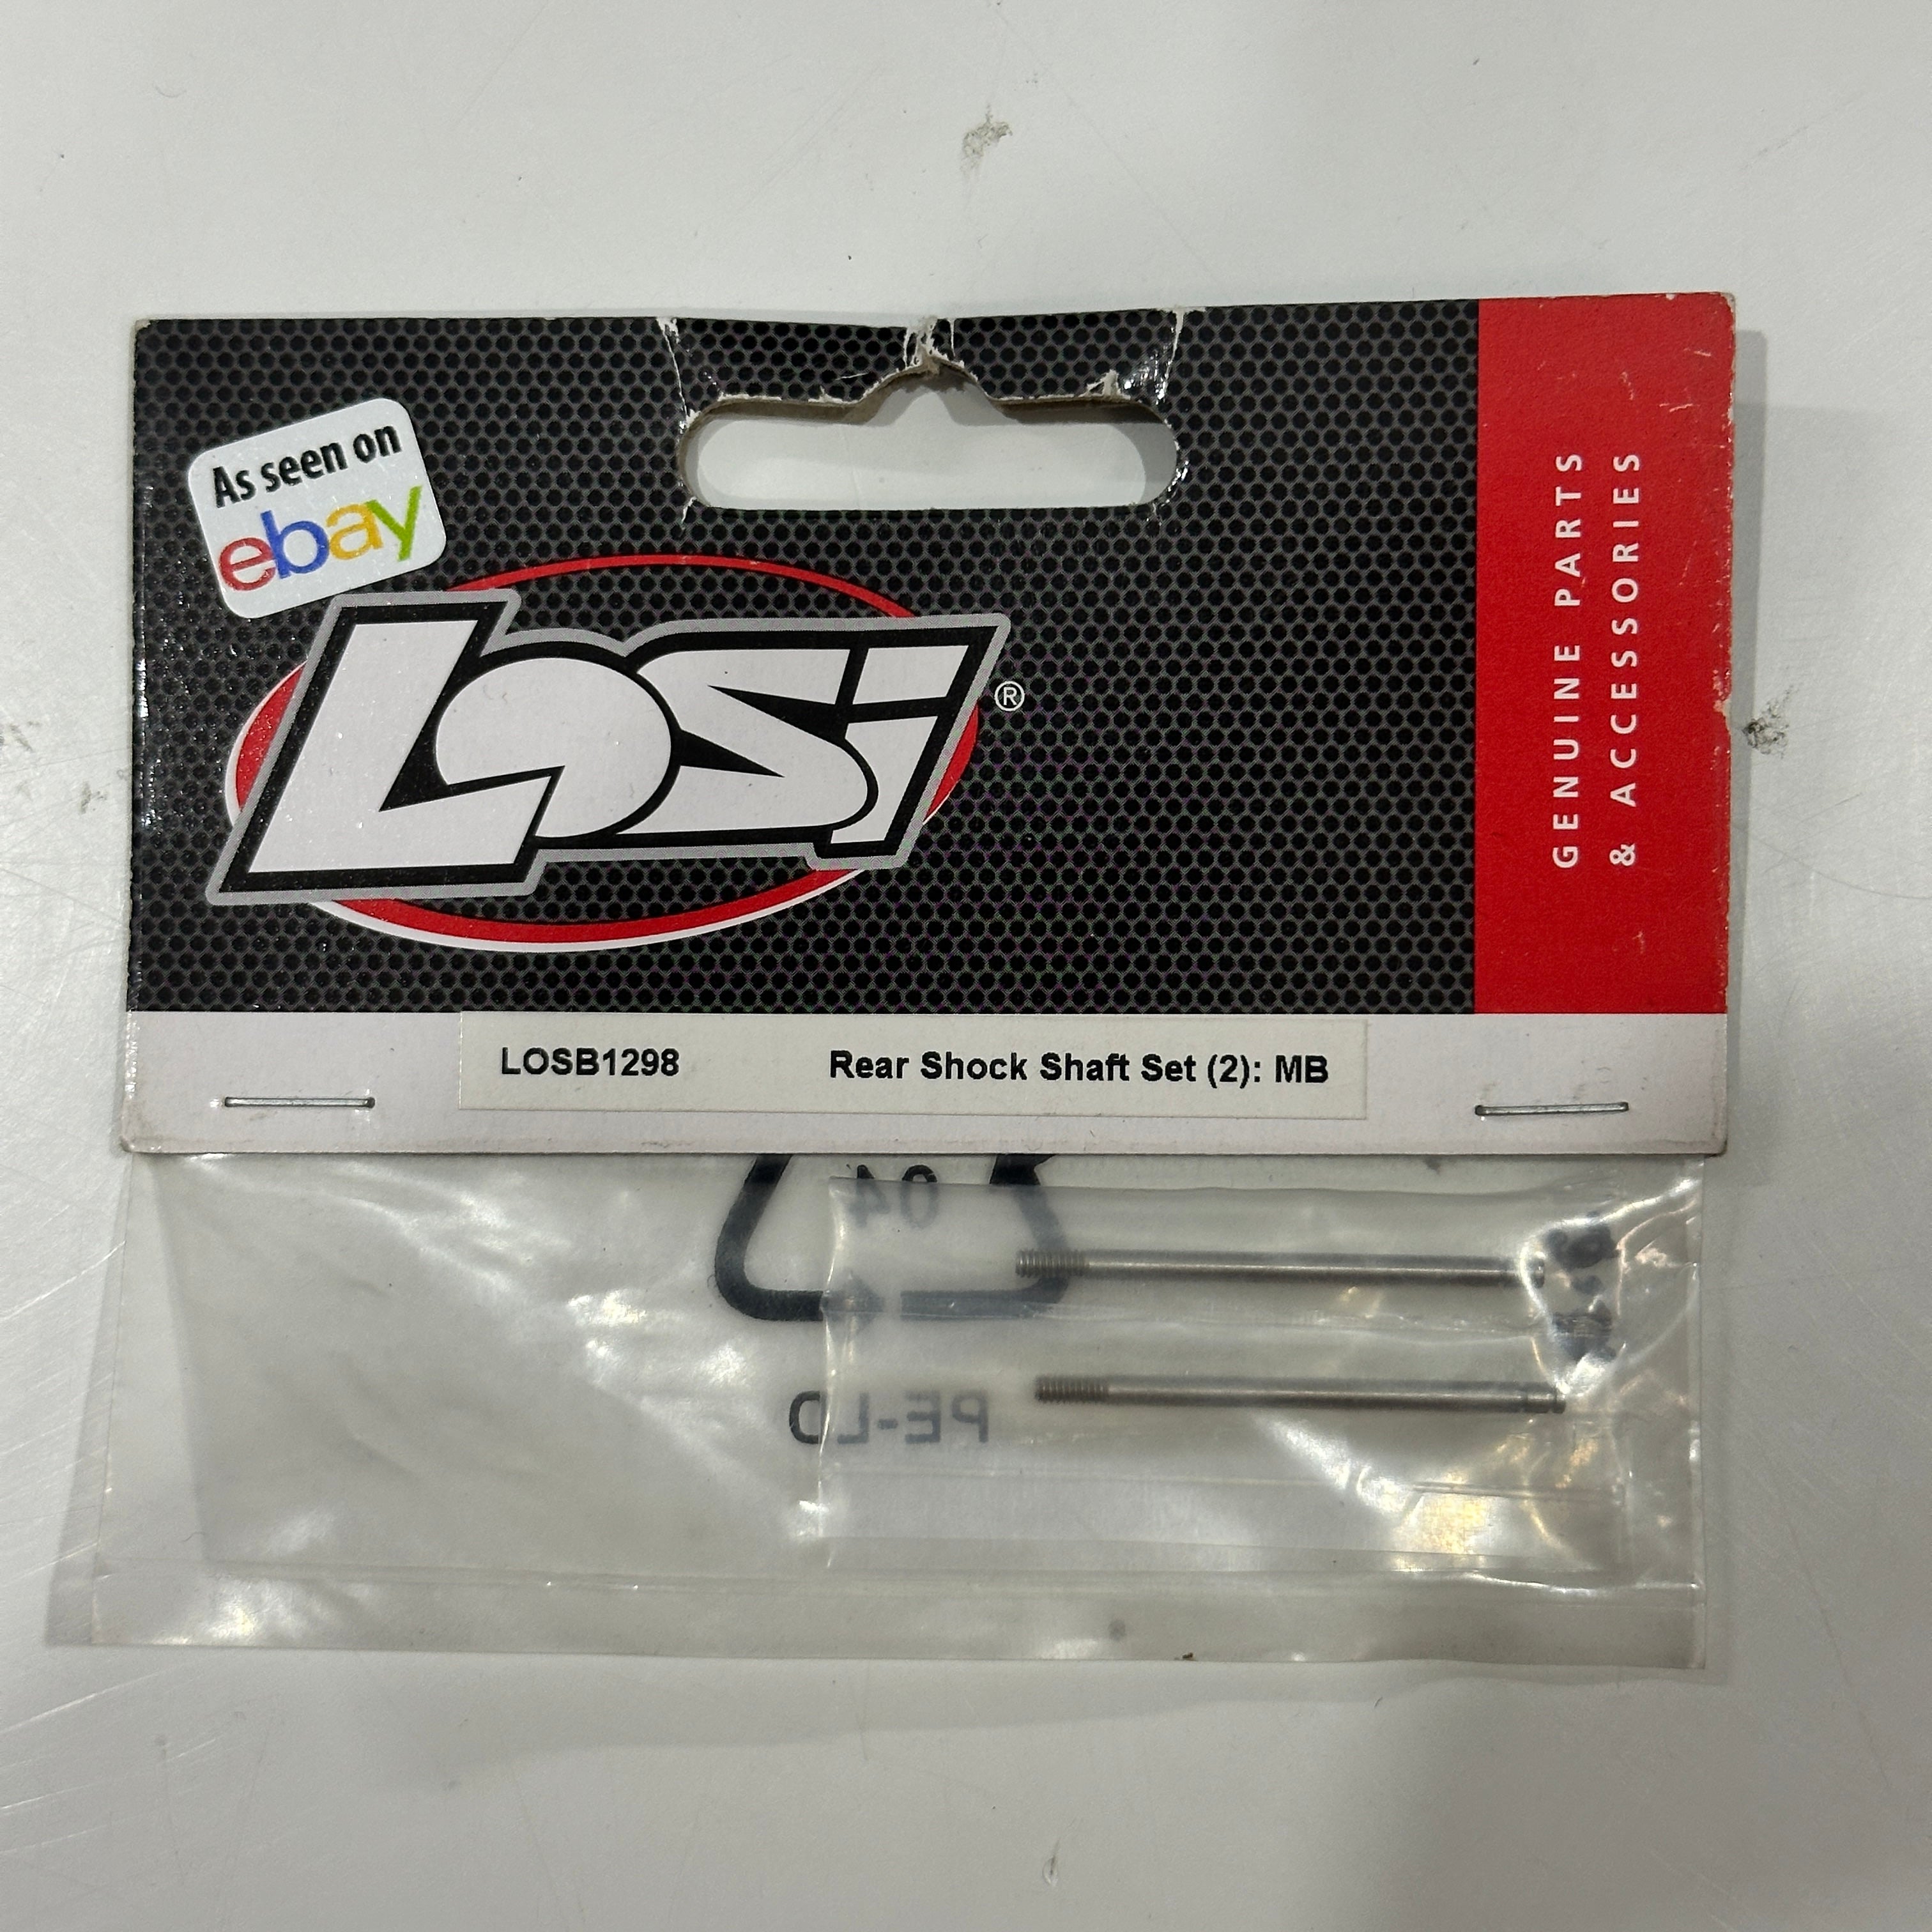 As seen on
ebay
Losi®
GENUINE PARTS
& ACCESSORIES
LOSB1298 Rear Shock Shaft Set (2): MB
04
PE-LD